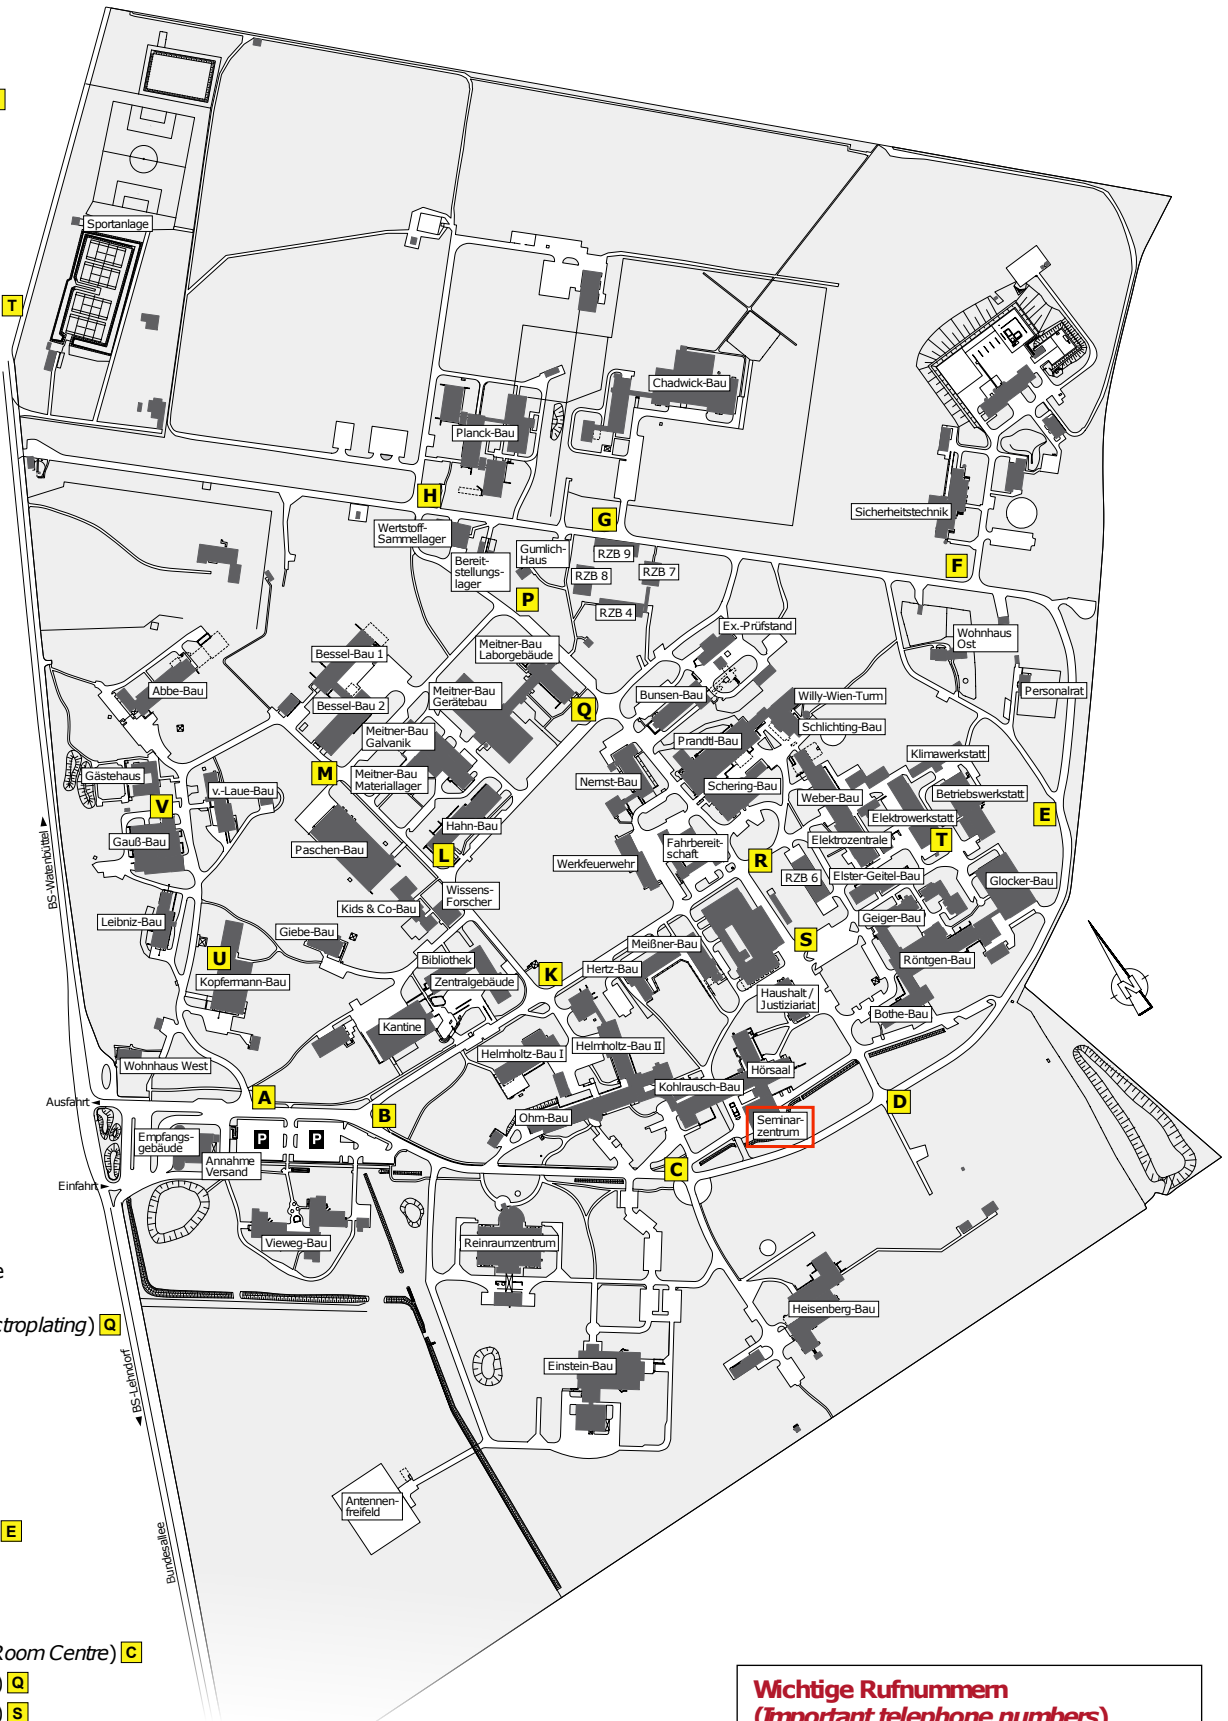 Sportanlage
T
Chadwick-Bau
Planck-Bau
H
G
Sicherheitstechnik
Wertstoff-
Sammellager
Gumlich-
Haus
RZB 9
Bereit-
stellungs-
lager
RZB 8
RZB 7
F
P
RZB 4
Ex.-Prüfstand
Wohnhaus
Ost
Bessel-Bau 1
Meitner-Bau
Laborgebäude
Abbe-Bau
Meitner-Bau
Gerätebau
Bunsen-Bau
Willy-Wien-Turm
Personalrat
Bessel-Bau 2
Q
Schlichting-Bau
Meitner-Bau
Galvanik
Prandtl-Bau
Klimawerkstatt
Gästehaus
M
Meitner-Bau
Materiallager
Nernst-Bau
Schering-Bau
v.-Laue-Bau
Weber-Bau
Betriebswerkstatt
V
E
Elektrowerkstatt
Hahn-Bau
Gauß-Bau
Paschen-Bau
Fahrbereit-
schaft
Elektrozentrale
T
L
Werkfeuerwehr
R
BS-Watenbüttel
RZB 6
Elster-Geitel-Bau
Glocker-Bau
Wissens-
Forscher
Kids & Co-Bau
Leibniz-Bau
Geiger-Bau
Giebe-Bau
Meißner-Bau
S
U
Bibliothek
Röntgen-Bau
Hertz-Bau
K
Kopfermann-Bau
Zentralgebäude
Haushalt /
Justiziariat
Bothe-Bau
Kantine
Helmholtz-Bau I
Helmholtz-Bau II
Wohnhaus West
Hörsaal
Kohlrausch-Bau
A
Ausfahrt
D
B
Ohm-Bau
Seminar-
zentrum
Empfangs-
gebäude
P
P
Annahme
Versand
C
Einfahrt
Vieweg-Bau
Reinraumzentrum
e
Heisenberg-Bau
ctroplating) Q
Einstein-Bau
BS-Lehndorf
Antennen-
freifeld
E
Bundesallee
Room Centre) C
) Q
) S
Wichtige Rufnummern
(Important telephone numbers)